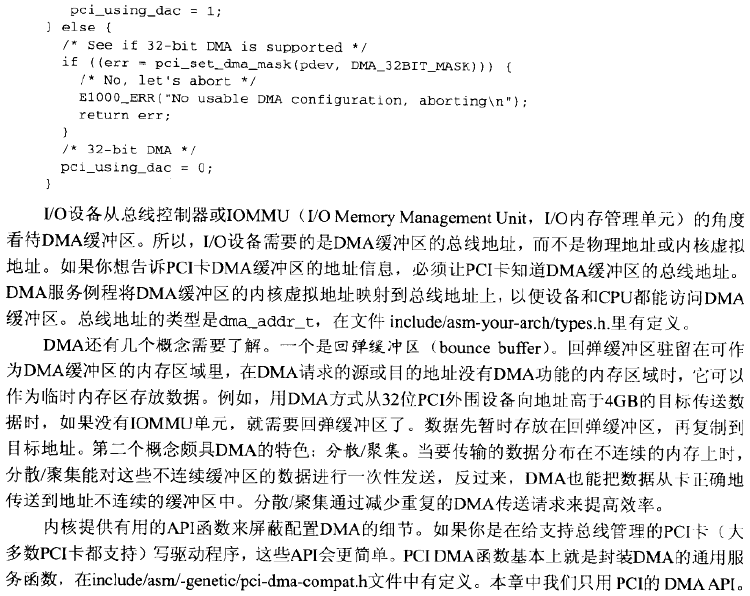 pci_using_dac = 1;
} else {
/* See if 32-bit DMA is supported */
if ((err = pci_set_dma_mask(pdev, DMA_32BIT_MASK))) {
/* No, let's abort */
E1000_ERR("No usable DMA configuration, aborting\n");
return err;
}
/* 32-bit DMA */
pci_using_dac = 0;
}
I/O设备从总线控制器或IOMMU（I/O Memory Management Unit，I/O内存管理单元）的角度
看待DMA缓冲区。所以，I/O设备需要的是DMA缓冲区的总线地址，而不是物理地址或内核虚拟
地址。如果你想告诉PCI卡DMA缓冲区的地址信息，必须让PCI卡知道DMA缓冲区的总线地址。
DMA服务例程将DMA缓冲区的内核虚拟地址映射到总线地址上，以便设备和CPU都能访问DMA
缓冲区。总线地址的类型是dma_addr_t，在文件 include/asm-your-arch/types.h.里有定义。
DMA还有几个概念需要了解。一个是回弹缓冲区（bounce buffer）。回弹缓冲区驻留在可作
为DMA缓冲区的内存区域里，在DMA请求的源或目的地址没有DMA功能的内存区域时，它可以
作为临时内存区存放数据。例如，用DMA方式从32位PCI外围设备向地址高于4GB的目标传送数
据时，如果没有IOMMU单元，就需要回弹缓冲区了。数据先暂时存放在回弹缓冲区，再复制到
目标地址。第二个概念颇具DMA的特色：分散/聚集。当要传输的数据分布在不连续的内存上时，
分散/聚集能对这些不连续缓冲区的数据进行一次性发送，反过来，DMA也能把数据从卡正确地
传送到地址不连续的缓冲区中。分散/聚集通过减少重复的DMA传送请求来提高效率。
内核提供有用的API函数来屏蔽配置DMA的细节。如果你是在给支持总线管理的PCI卡（大
多数PCI卡都支持）写驱动程序，这些API会更简单。PCI DMA函数基本上就是封装DMA的通用服
务函数，在include/asm/-genetic/pci-dma-compat.h文件中有定义。本章中我们只用 PCI的 DMA API。